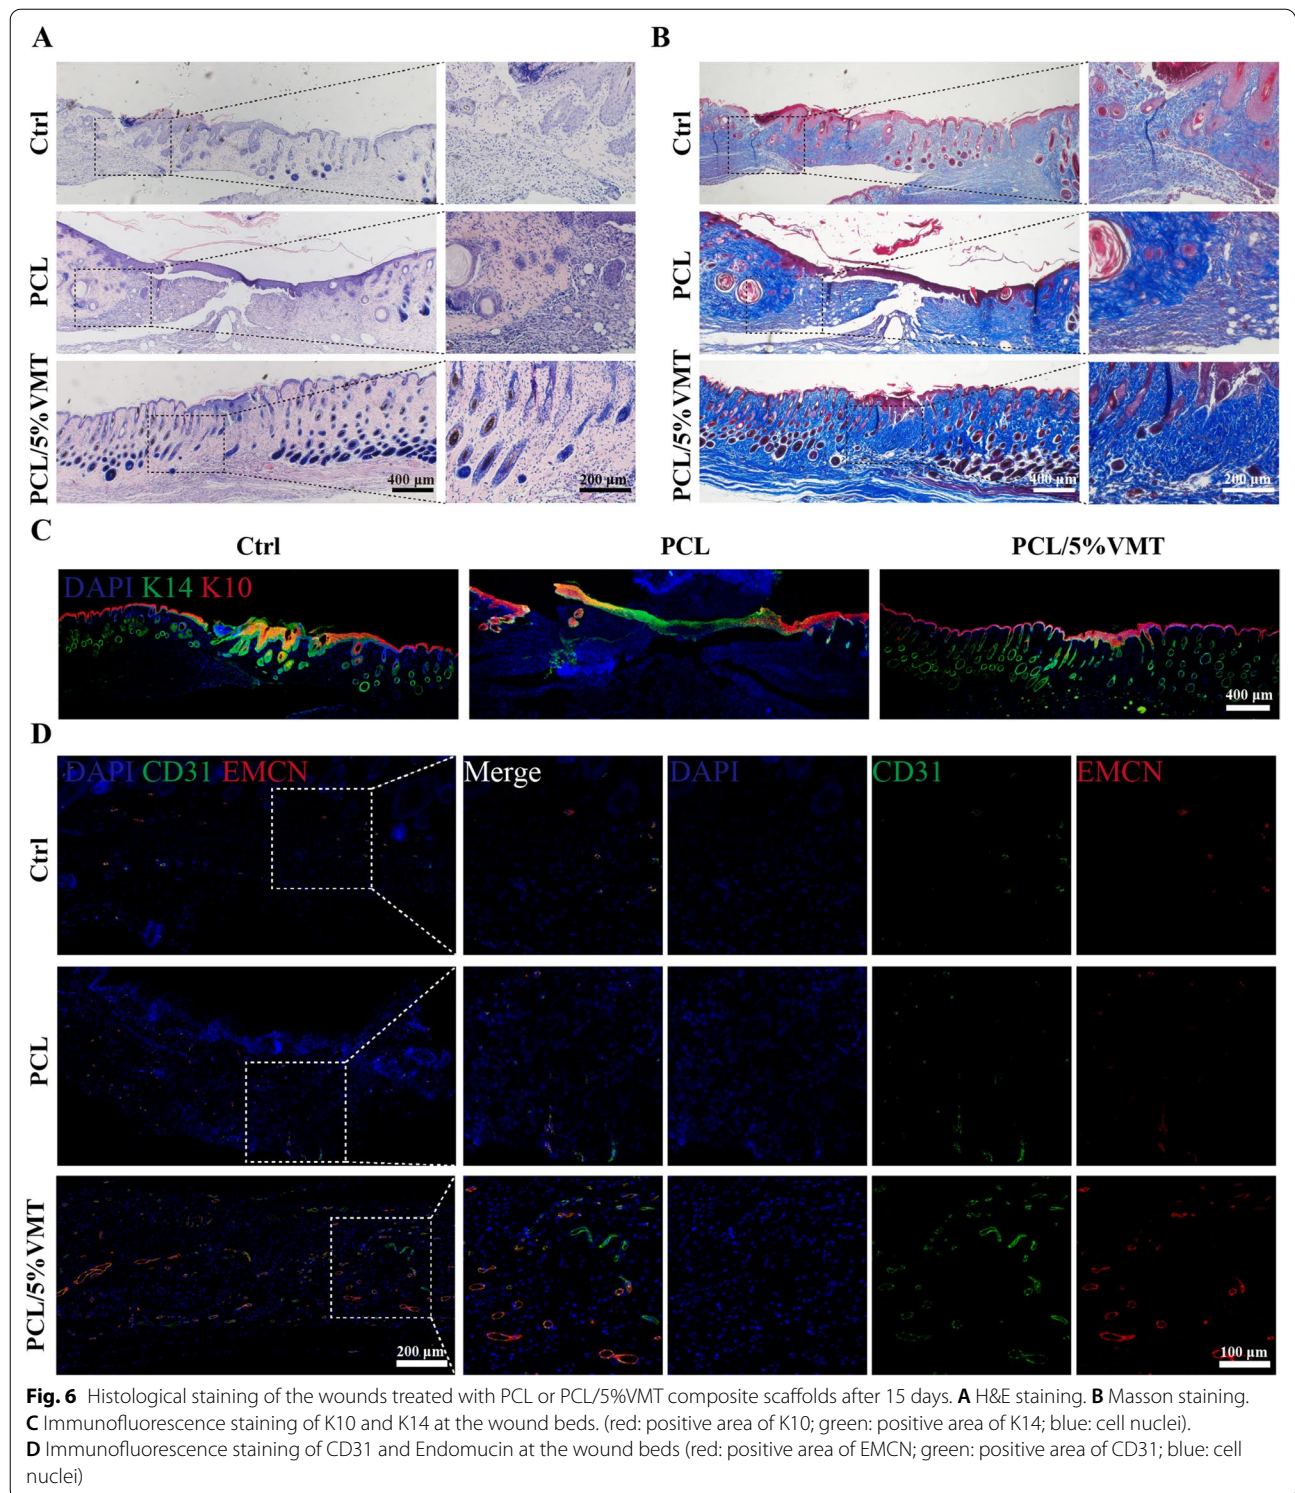 A
B
Ctrl
PCL
PCL/5%VMT
400 μm
200 μm
Ctrl
PCL
PCL/5%VMT
400 μm
200 μm
C
Ctrl
PCL
PCL/5%VMT
DAPI K14 K10
400 μm
D
DAPI CD31 EMCN
Merge
DAPI
CD31
EMCN
Ctrl
PCL
PCL/5%VMT
200 μm
100 μm
Fig. 6 Histological staining of the wounds treated with PCL or PCL/5%VMT composite scaffolds after 15 days. A H&E staining. B Masson staining.
C Immunofluorescence staining of K10 and K14 at the wound beds. (red: positive area of K10; green: positive area of K14; blue: cell nuclei).
D Immunofluorescence staining of CD31 and Endomucin at the wound beds (red: positive area of EMCN; green: positive area of CD31; blue: cell
nuclei)